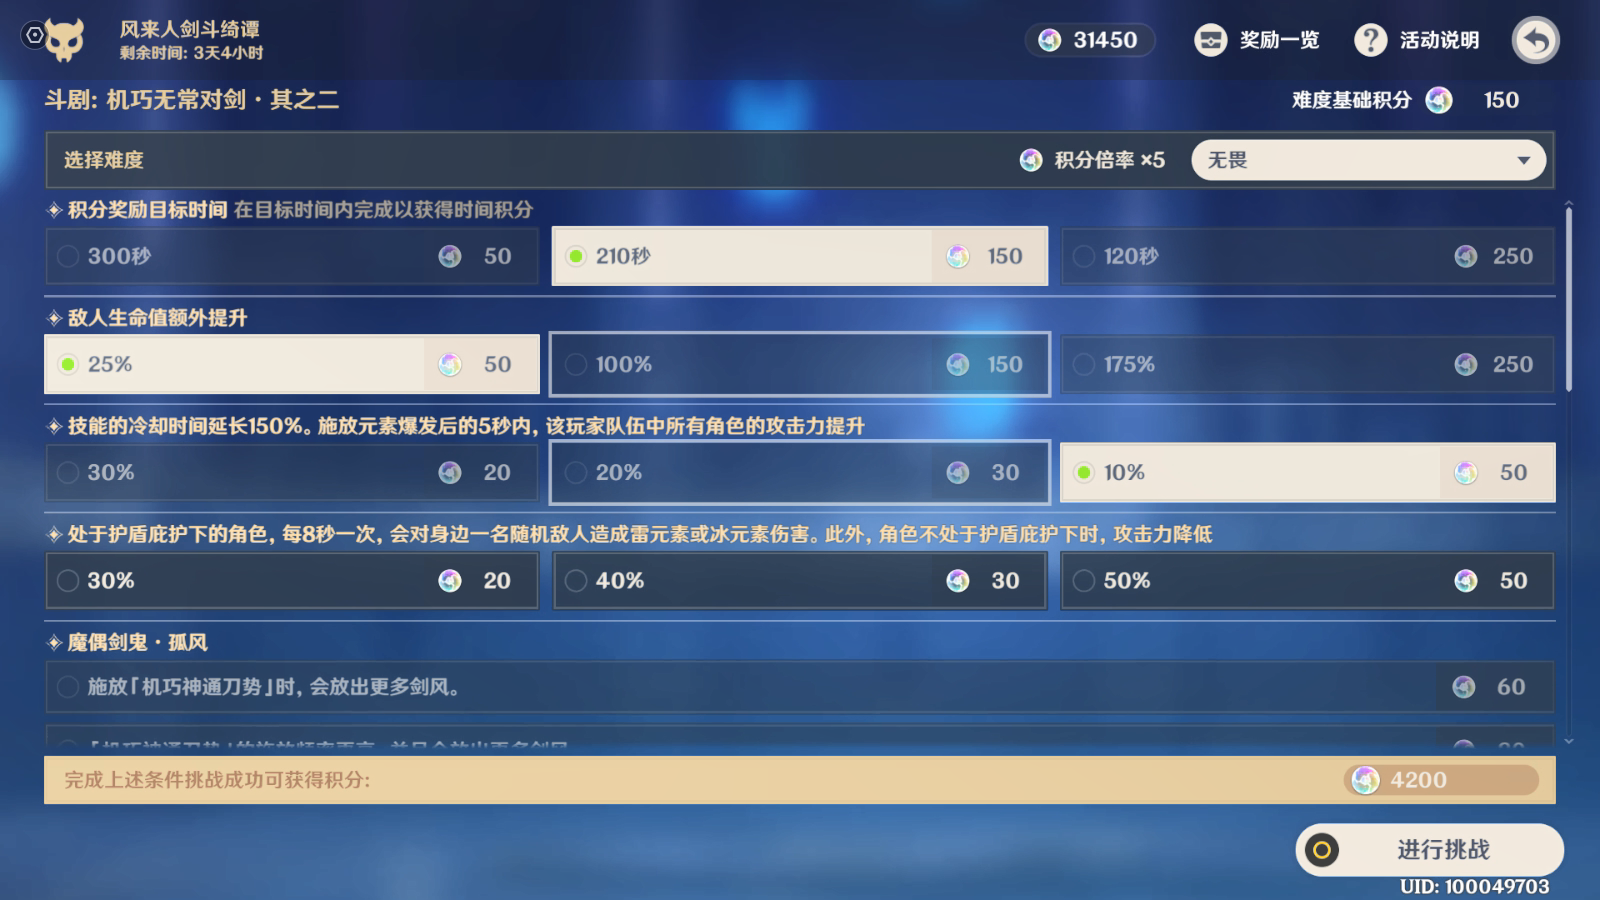 风来人剑斗绮谭
剩余时间: 3天4小时
31450
奖励一览
活动说明
斗剧: 机巧无常对剑·其之二
难度基础积分 150
选择难度 积分倍率 ×5 无畏
积分奖励目标时间 在目标时间内完成以获得时间积分
300秒 50 210秒 150 120秒 250
敌人生命值额外提升
25% 50 100% 150 175% 250
技能的冷却时间延长150%。施放元素爆发后的5秒内, 该玩家队伍中所有角色的攻击力提升
30% 20 20% 30 10% 50
处于护盾庇护下的角色, 每8秒一次, 会对身边一名随机敌人造成雷元素或冰元素伤害。此外, 角色不处于护盾庇护下时, 攻击力降低
30% 20 40% 30 50% 50
魔偶剑鬼·孤风
施放「机巧神通刀势」时, 会放出更多剑风。 60
完成上述条件挑战成功可获得积分: 4200
进行挑战
UID: 100049703